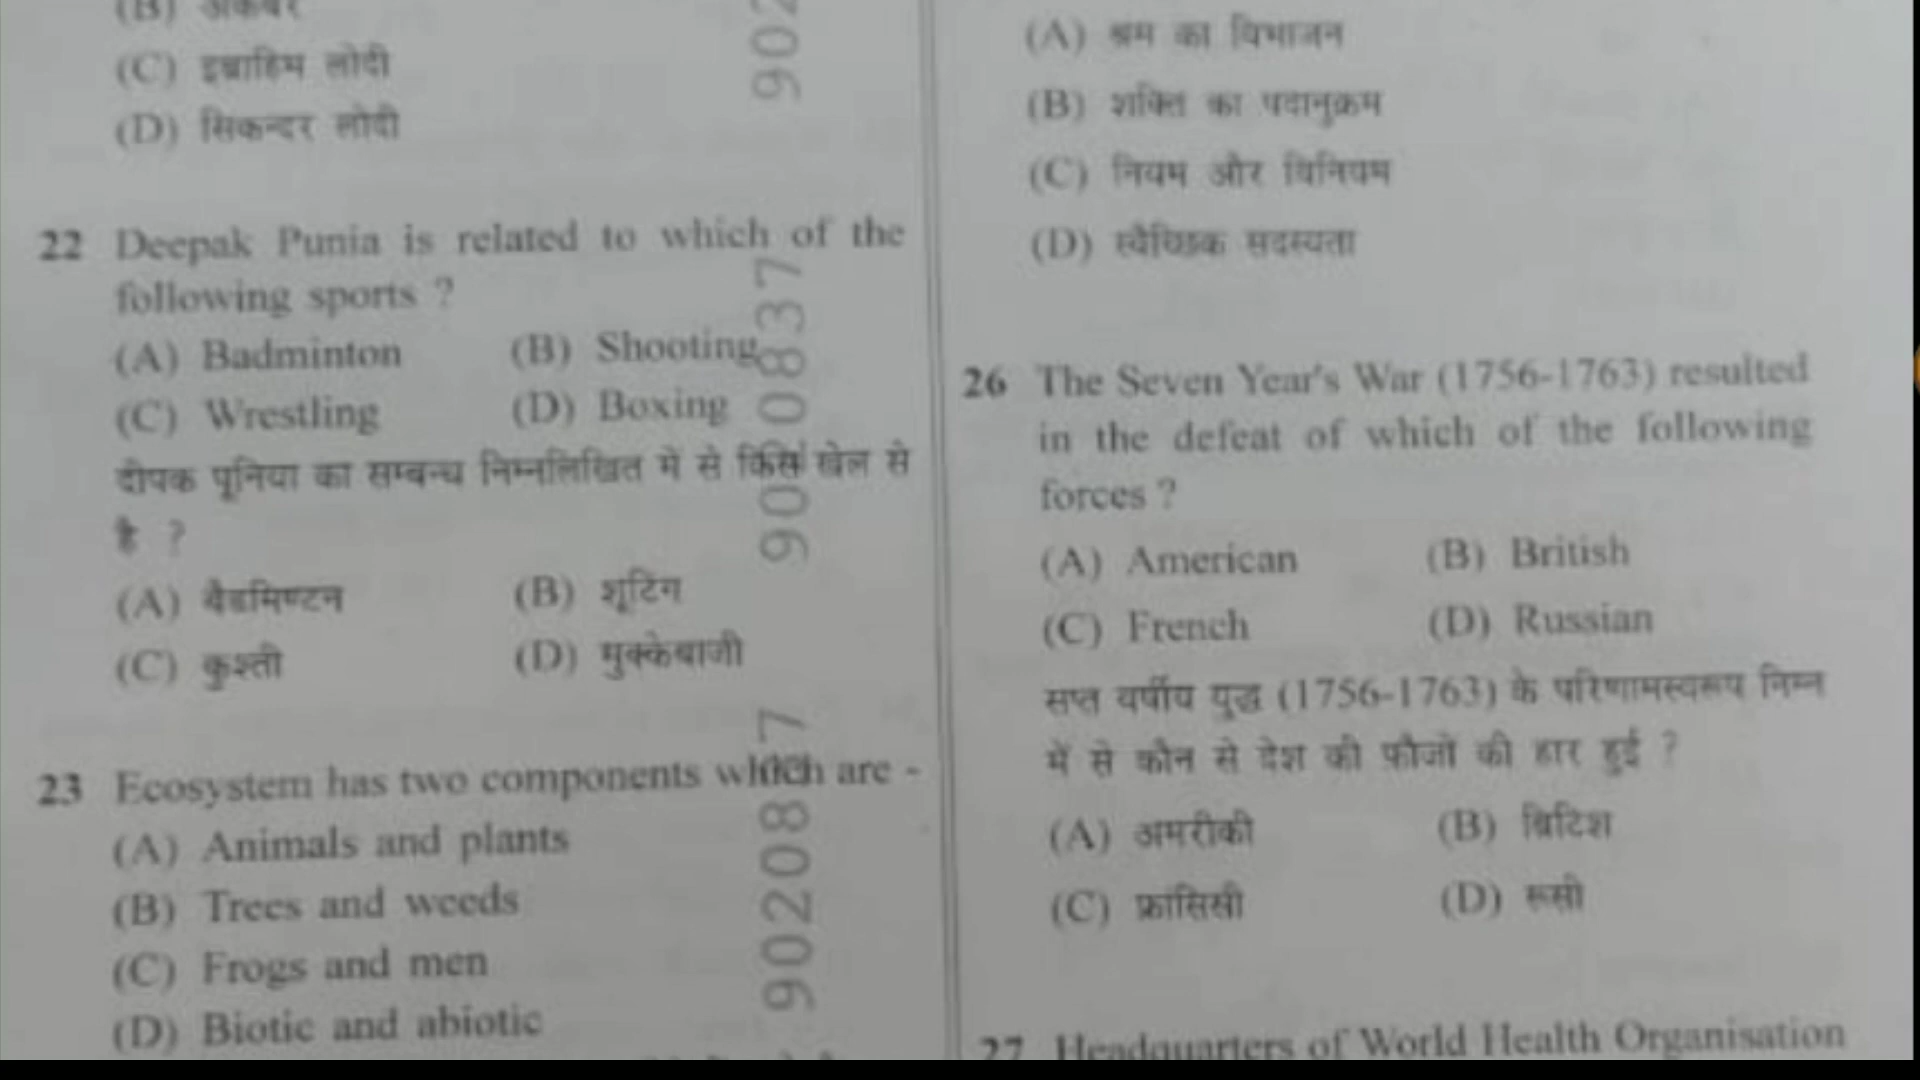 (B) अकबर
(C) इब्राहिम लोदी
(D) सिकन्दर लोदी
22 Deepak Punia is related to which of the
following sports ?
(A) Badminton (B) Shooting
(C) Wrestling (D) Boxing
दीपक पूनिया का सम्बन्ध निम्नलिखित में से किस खेल से
है ?
(A) बैडमिण्टन (B) शूटिंग
(C) कुश्ती (D) मुक्केबाजी
23 Ecosystem has two components which are -
(A) Animals and plants
(B) Trees and weeds
(C) Frogs and men
(D) Biotic and abiotic
902
9020837
902087
(A) श्रम का विभाजन
(B) शक्ति का पदानुक्रम
(C) नियम और विनियम
(D) स्वैच्छिक सदस्यता
26 The Seven Year's War (1756-1763) resulted
in the defeat of which of the following
forces ?
(A) American (B) British
(C) French (D) Russian
सप्त वर्षीय युद्ध (1756-1763) के परिणामस्वरूप निम्न
में से कौन से देश की फ़ौजों की हार हुई ?
(A) अमरीकी (B) ब्रिटिश
(C) फ्रांसिसी (D) रूसी
27 Headquarters of World Health Organisation